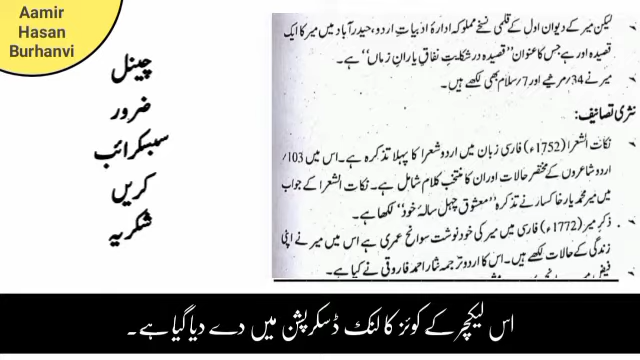 Aamir
Hasan
Burhanvi
چینل
ضرور
سبسکرائب
کریں
شکریہ
لیکن میر کے دیوان اول کے قلمی نسخے مملوکہ ادارۂ ادبیاتِ اردو، حیدرآباد میں میر کا ایک
قصیدہ اور ہے جس کا عنوان "قصیدہ در شکایتِ نفاقِ یارانِ زماں" ہے۔
میر نے 34/مرثیے اور 7/سلام بھی لکھے ہیں۔
نثری تصانیف:
نکات الشعرا (1752ء) فارسی زبان میں اردو شعرا کا پہلا تذکرہ ہے۔ اس میں 103/
اردو شاعروں کے مختصر حالات اور ان کا منتخب کلام شامل ہے۔ نکات الشعرا کے جواب
میں میر محمد یار خاکسار نے تذکرہ "معشوق چہل سالۂ خود" لکھا ہے۔
ذکر میر (1772ء) فارسی میں میر کی خودنوشت سوانح عمری ہے اس میں میر نے اپنی
زندگی کے حالات لکھے ہیں۔ اس کا اردو ترجمہ نثار احمد فاروقی نے کیا ہے۔
اس لیکچر کے کوئز کا لنک ڈسکرپشن میں دے دیا گیا ہے۔